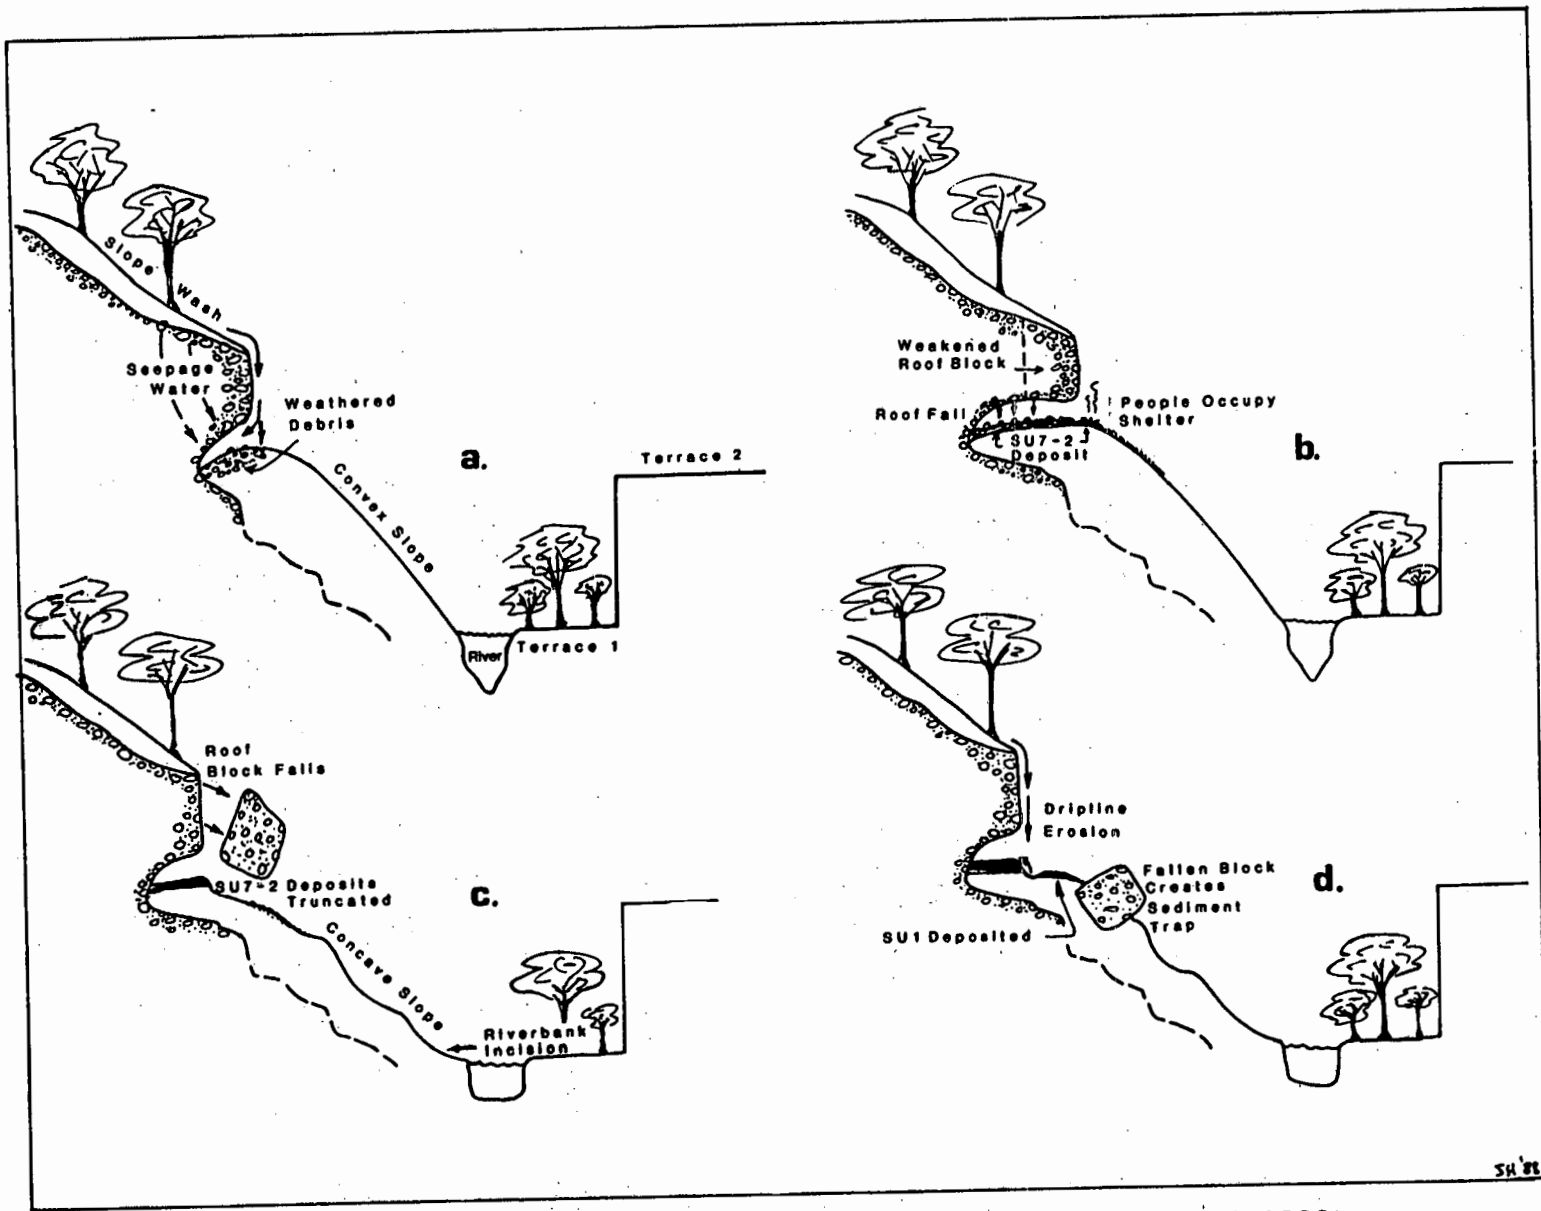 Slope Wash
Seepage
Water
Weathered
Debris
a.
Convex Slope
Terrace 2
River
Terrace 1
Weakened
Roof Block
Roof Fall
People Occupy
Shelter
SU7-2
Deposit
b.
Roof
Block Falls
SU7-2 Deposits
Truncated
c.
Concave Slope
Riverbank
Incision
Dripline
Erosion
Fallen Block
Creates
Sediment
Trap
d.
SU1 Deposited
SH '88